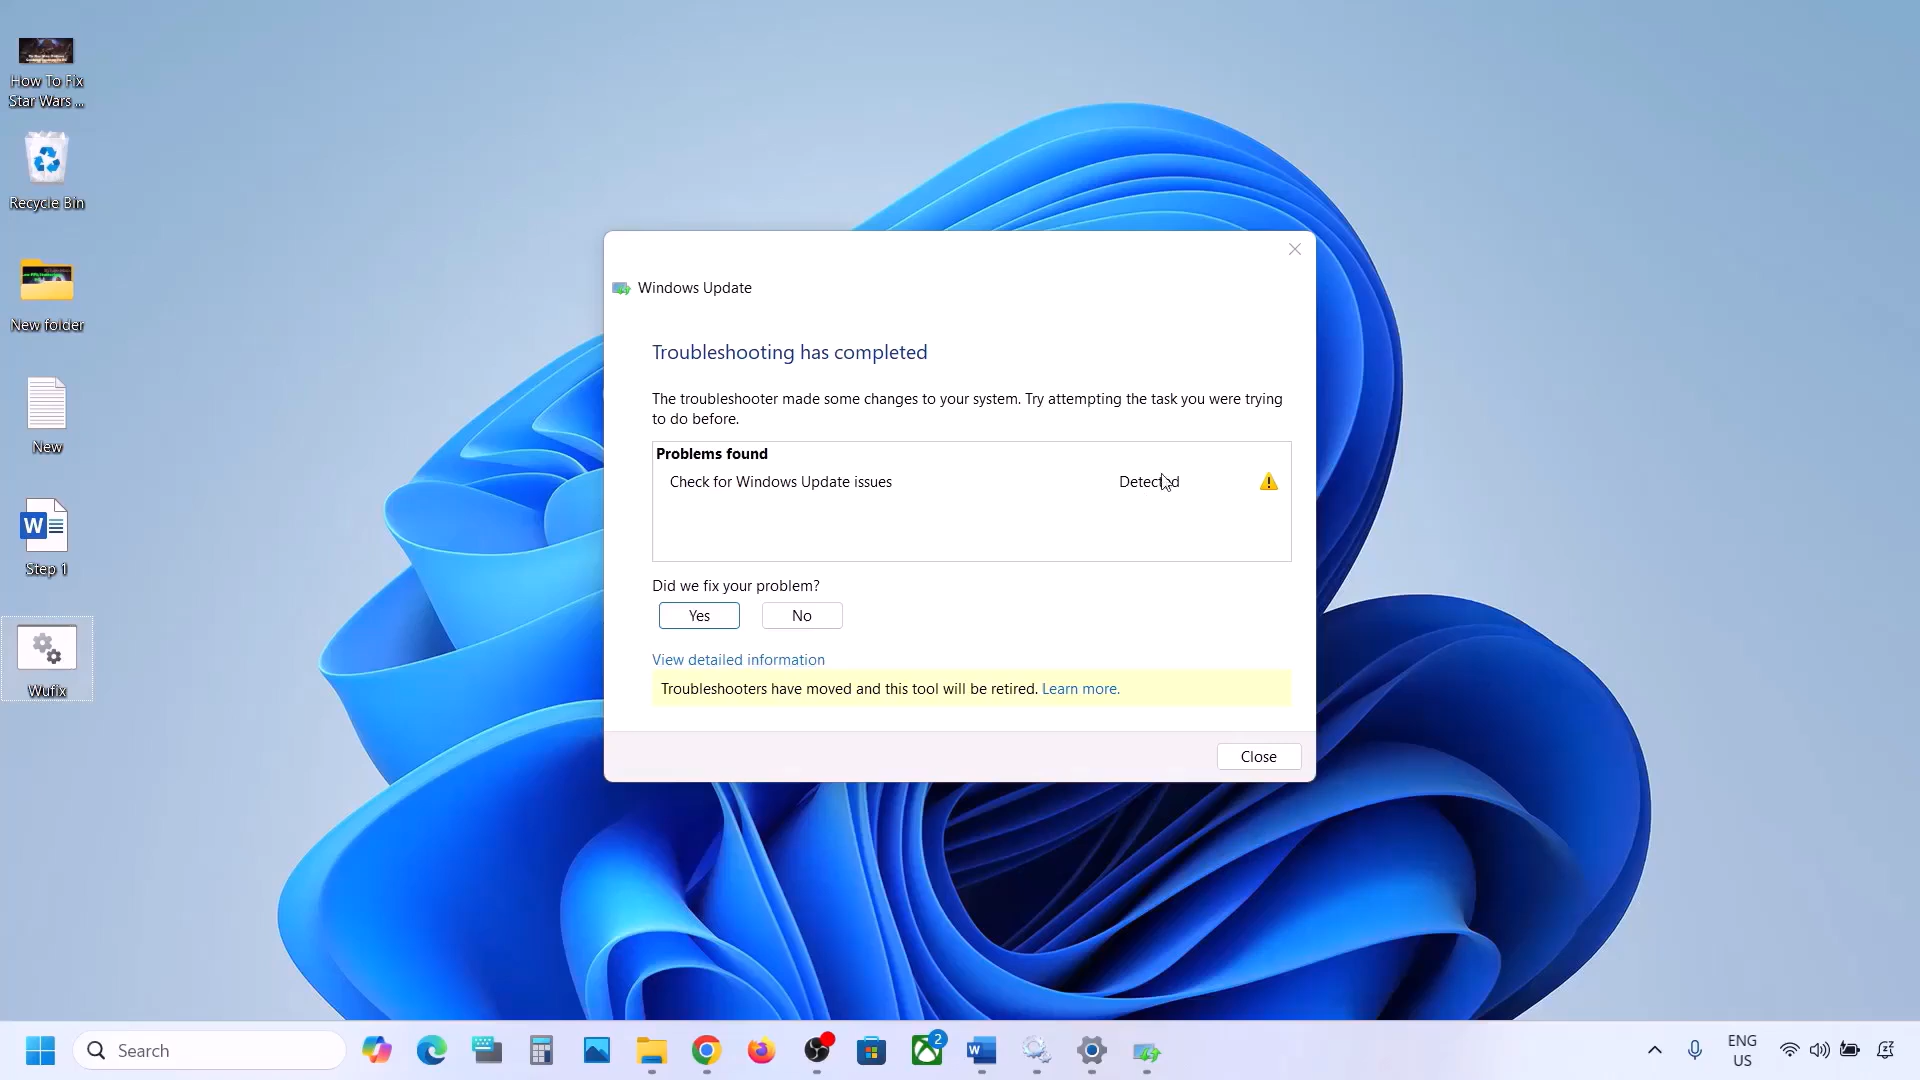 How To Fix
Star Wars ...
Recycle Bin
New folder
New
Step 1
Wufix
Windows Update
Troubleshooting has completed
The troubleshooter made some changes to your system. Try attempting the task you were trying
to do before.
Problems found
Check for Windows Update issues Detected
Did we fix your problem?
Yes No
View detailed information
Troubleshooters have moved and this tool will be retired. Learn more.
Close
Search
2
ENG
US